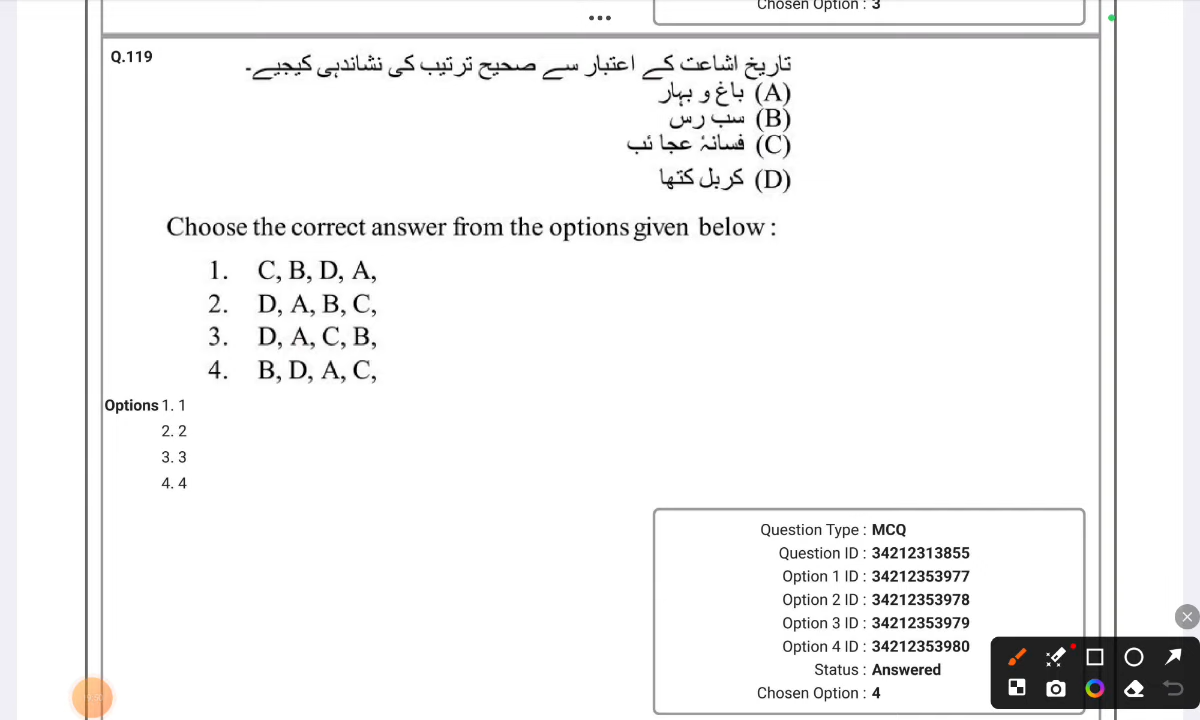 Chosen Option : 3
Q.119
تاریخ اشاعت کے اعتبار سے صحیح ترتیب کی نشاندہی کیجیے۔
(A) باغ و بہار
(B) سب رس
(C) فسانۂ عجائب
(D) کربل کتھا
Choose the correct answer from the options given below :
1. C, B, D, A,
2. D, A, B, C,
3. D, A, C, B,
4. B, D, A, C,
Options 1. 1
2. 2
3. 3
4. 4
Question Type : MCQ
Question ID : 34212313855
Option 1 ID : 34212353977
Option 2 ID : 34212353978
Option 3 ID : 34212353979
Option 4 ID : 34212353980
Status : Answered
Chosen Option : 4